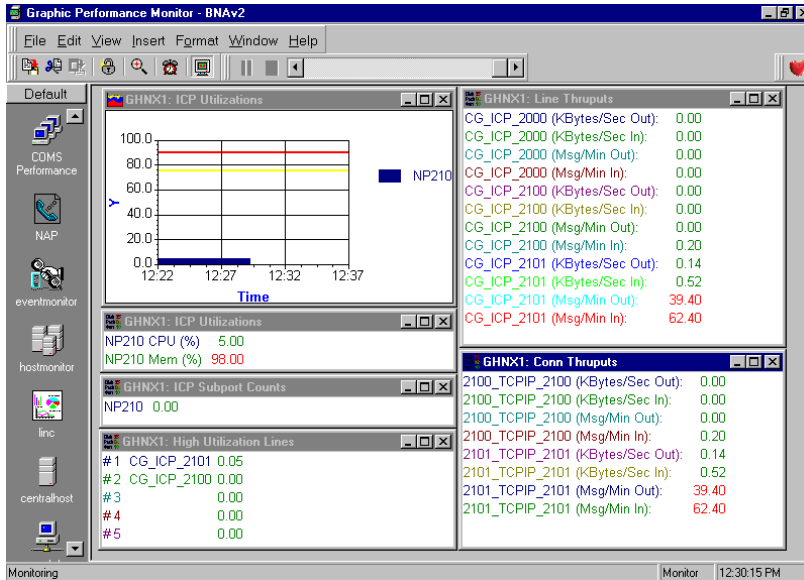 Graphic Performance Monitor - BNAv2
File Edit View Insert Format Window Help
Default
COMS
Performance
NAP
eventmonitor
hostmonitor
linc
centralhost
GHNX1: ICP Utilizations
100.0
80.0
60.0
40.0
20.0
0.0
Y
12:22 12:27 12:32 12:37
Time
NP210
GHNX1: ICP Utilizations
NP210 CPU (%) 5.00
NP210 Mem (%) 98.00
GHNX1: ICP Subport Counts
NP210 0.00
GHNX1: High Utilization Lines
#1 CG_ICP_2101 0.05
#2 CG_ICP_2100 0.00
#3 0.00
#4 0.00
#5 0.00
GHNX1: Line Thruputs
CG_ICP_2000 (KBytes/Sec Out): 0.00
CG_ICP_2000 (KBytes/Sec In): 0.00
CG_ICP_2000 (Msg/Min Out): 0.00
CG_ICP_2000 (Msg/Min In): 0.00
CG_ICP_2100 (KBytes/Sec Out): 0.00
CG_ICP_2100 (KBytes/Sec In): 0.00
CG_ICP_2100 (Msg/Min Out): 0.00
CG_ICP_2100 (Msg/Min In): 0.20
CG_ICP_2101 (KBytes/Sec Out): 0.14
CG_ICP_2101 (KBytes/Sec In): 0.52
CG_ICP_2101 (Msg/Min Out): 39.40
CG_ICP_2101 (Msg/Min In): 62.40
GHNX1: Conn Thruputs
2100_TCPIP_2100 (KBytes/Sec Out): 0.00
2100_TCPIP_2100 (KBytes/Sec In): 0.00
2100_TCPIP_2100 (Msg/Min Out): 0.00
2100_TCPIP_2100 (Msg/Min In): 0.20
2101_TCPIP_2101 (KBytes/Sec Out): 0.14
2101_TCPIP_2101 (KBytes/Sec In): 0.52
2101_TCPIP_2101 (Msg/Min Out): 39.40
2101_TCPIP_2101 (Msg/Min In): 62.40
Monitoring
Monitor 12:30:15 PM